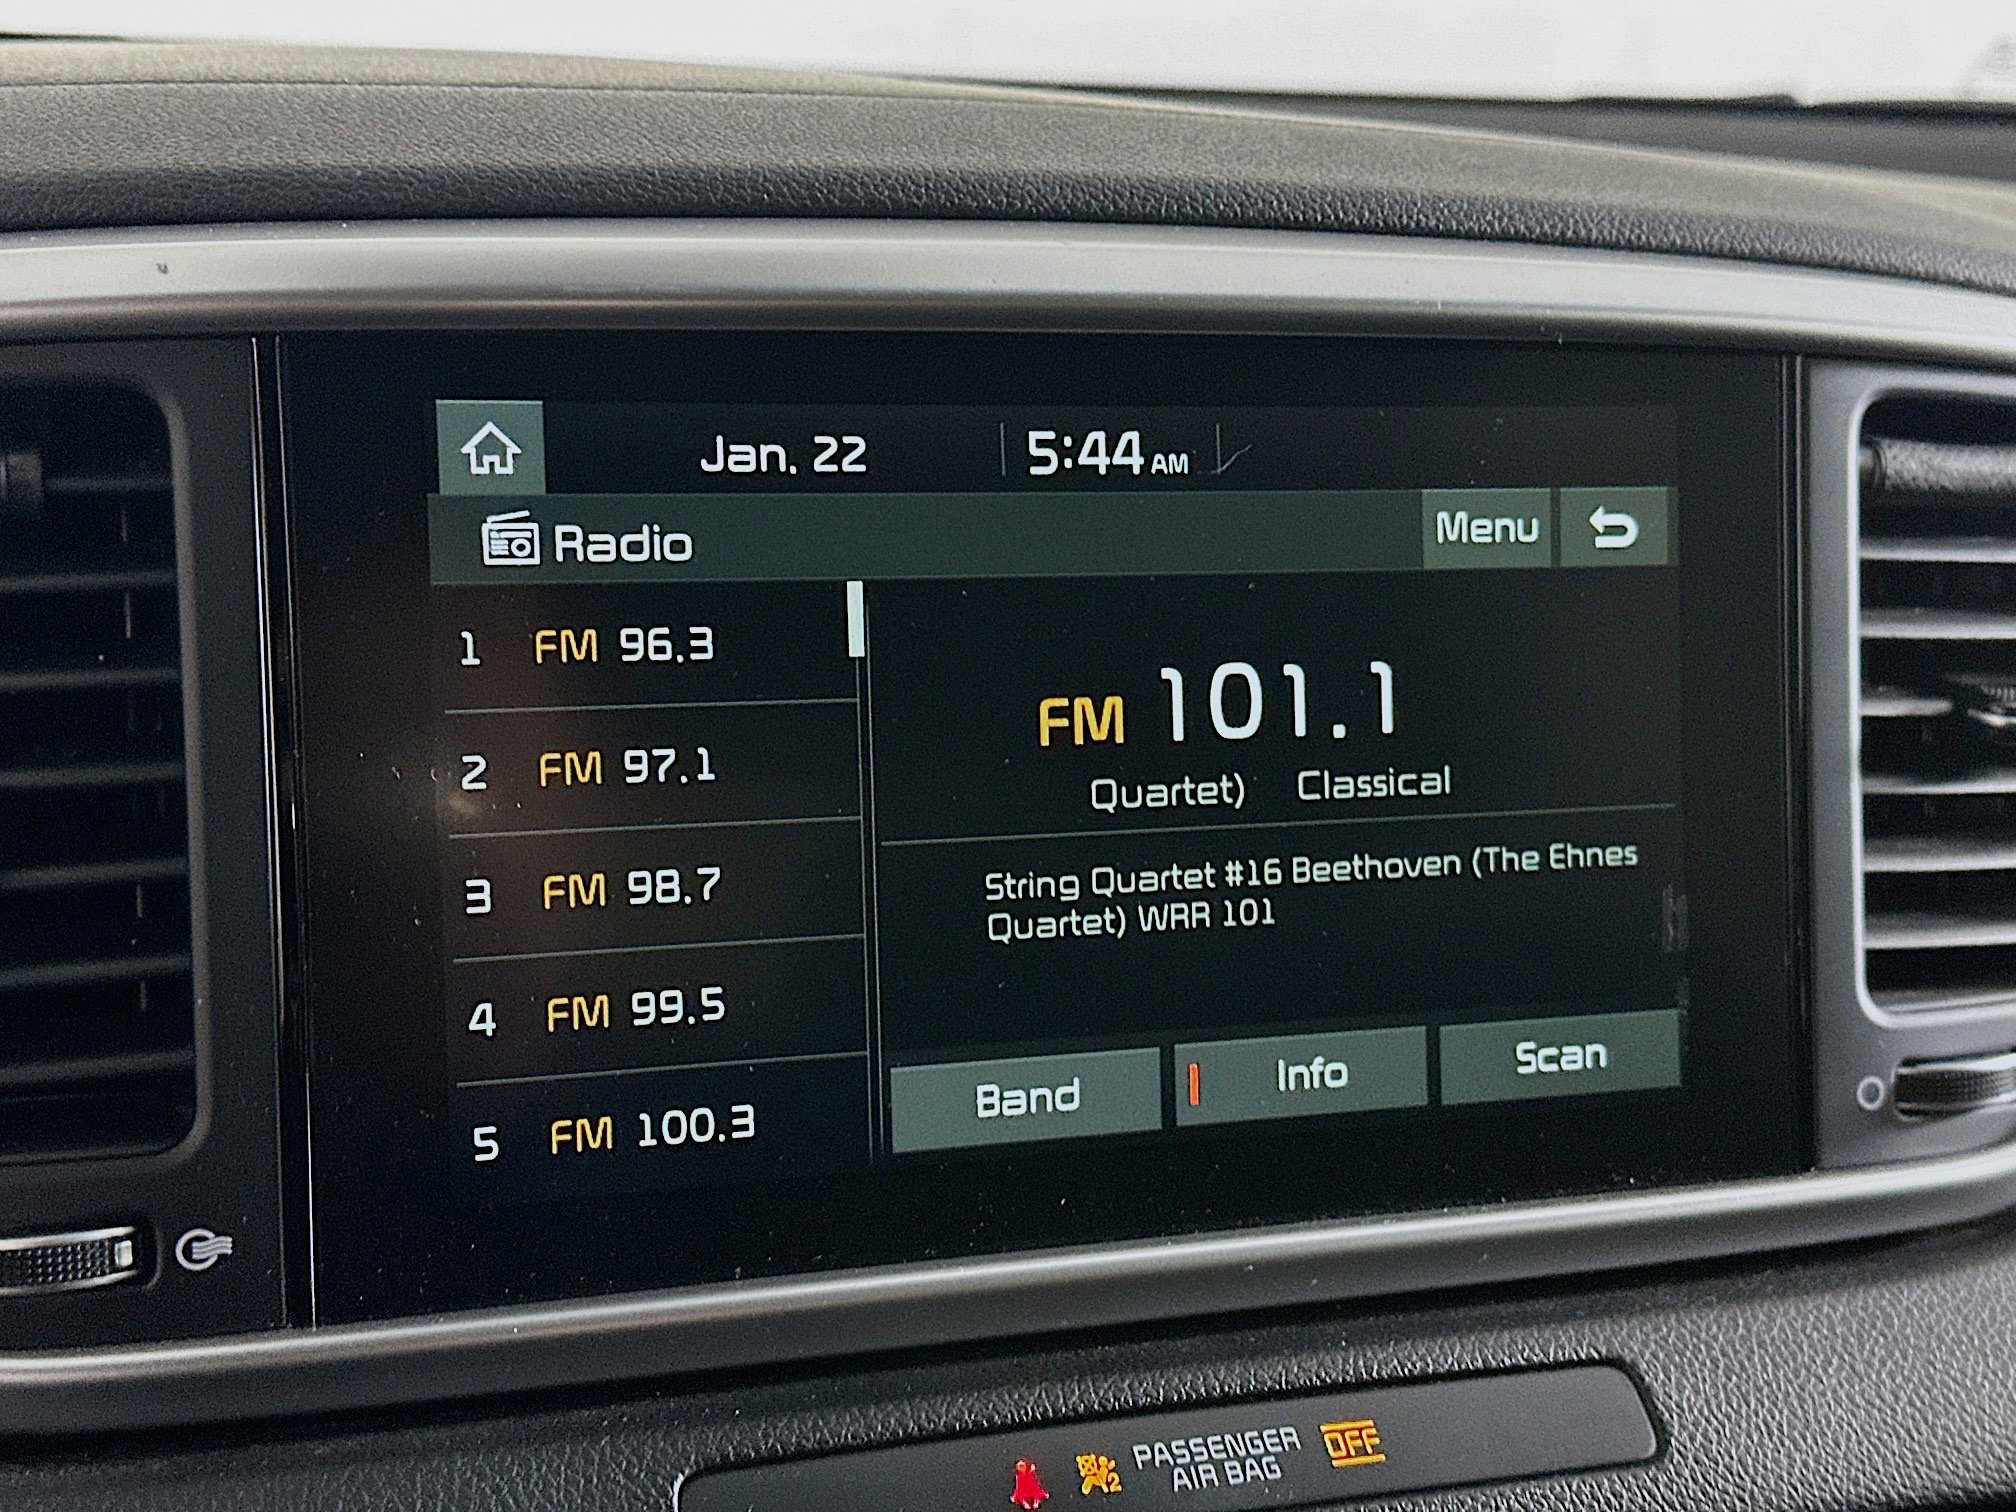 Jan. 22
5:44 AM
Radio
Menu
1 FM 96.3
2 FM 97.1
3 FM 98.7
4 FM 99.5
5 FM 100.3
FM 101.1
Quartet) Classical
String Quartet #16 Beethoven (The Ehnes
Quartet) WRR 101
Band
Info
Scan
2
PASSENGER
AIR BAG
OFF